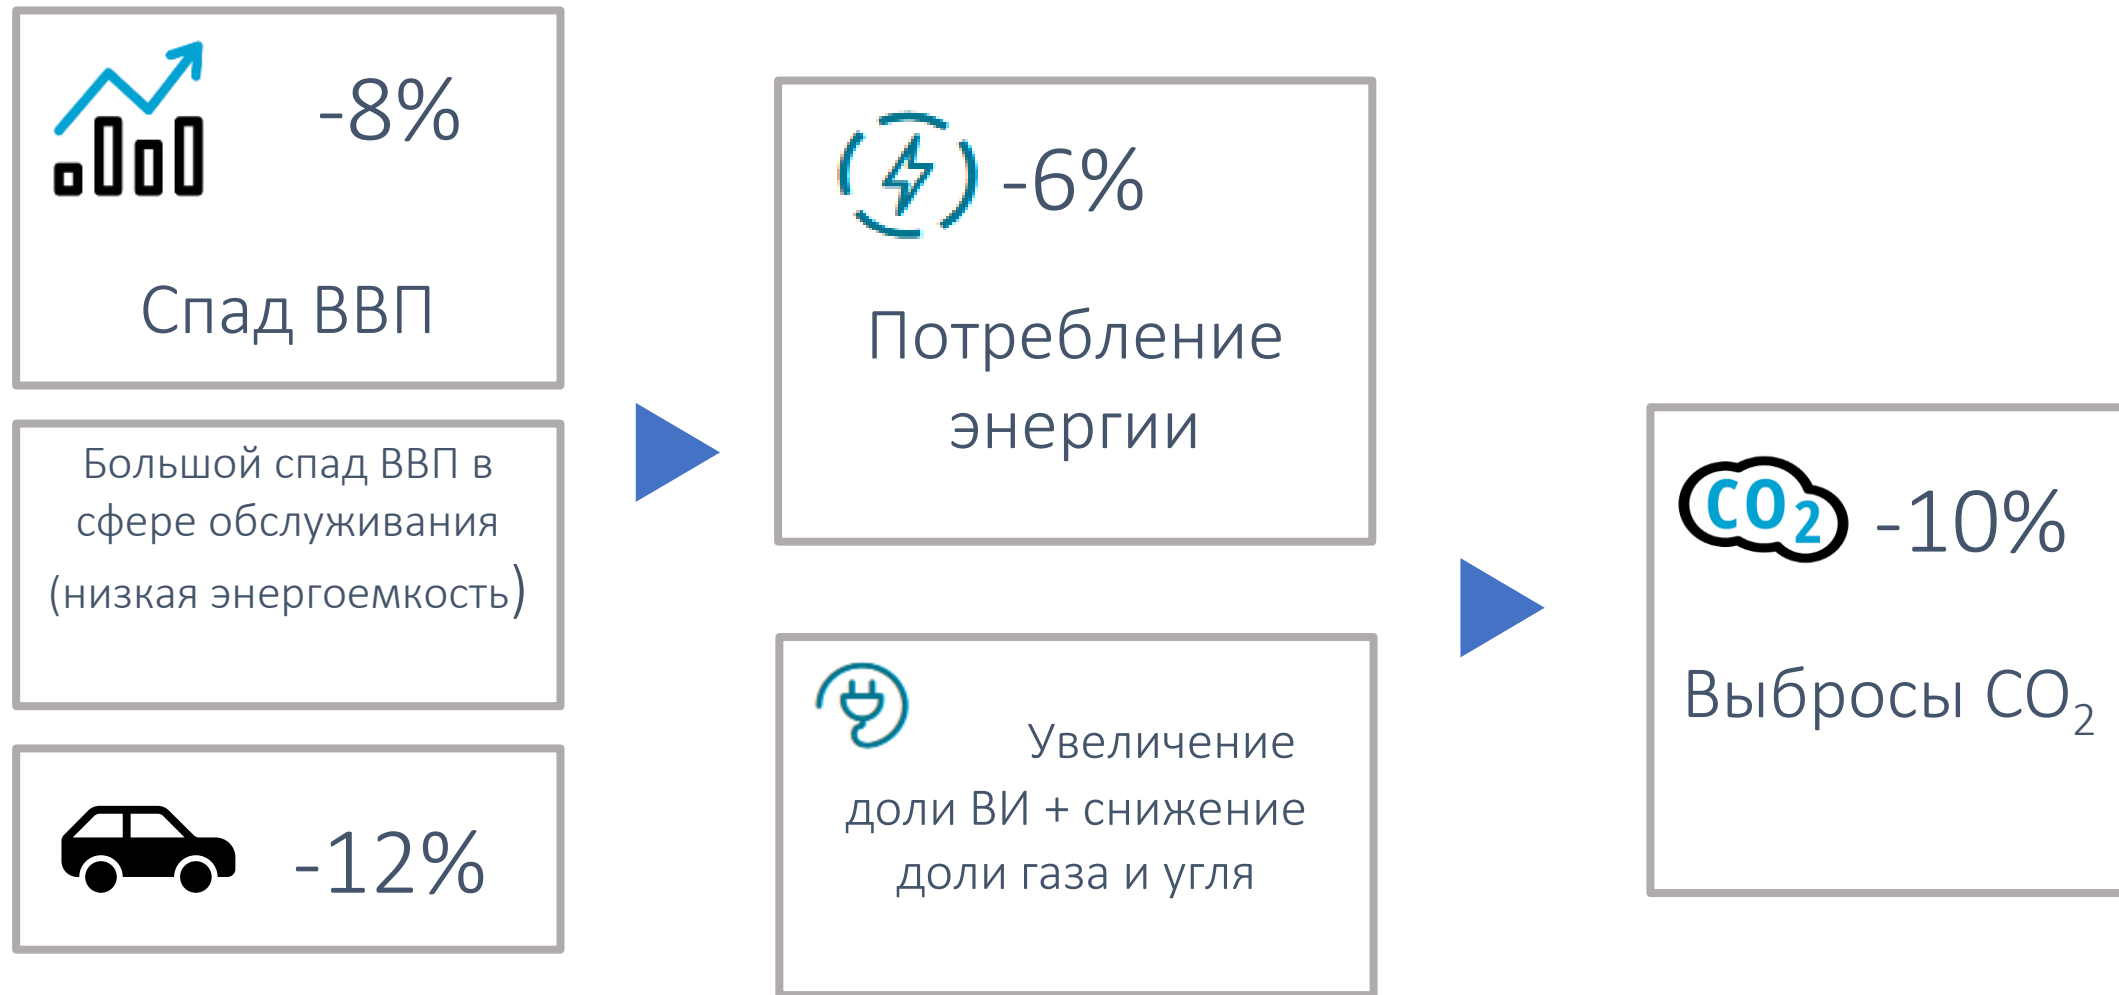 -8%
Спад ВВП
Большой спад ВВП в
сфере обслуживания
(низкая энергоемкость)
-12%
-6%
Потребление
энергии
Увеличение
доли ВИ + снижение
доли газа и угля
CO₂
-10%
Выбросы CO₂